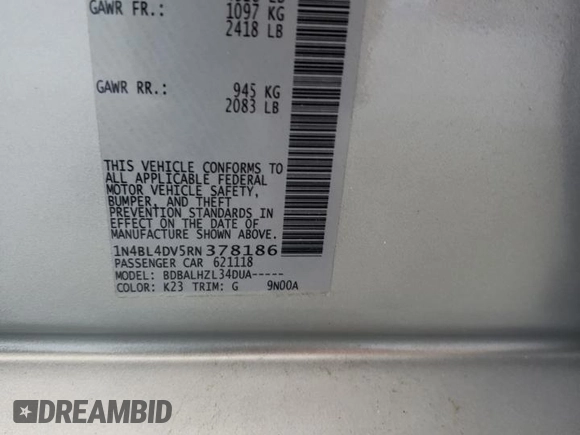 GAWR FR.: 1097 KG
2418 LB
GAWR RR.: 945 KG
2083 LB
THIS VEHICLE CONFORMS TO
ALL APPLICABLE FEDERAL
MOTOR VEHICLE SAFETY,
BUMPER, AND THEFT
PREVENTION STANDARDS IN
EFFECT ON THE DATE OF
MANUFACTURE SHOWN ABOVE
1N4BL4DV5RN378186
PASSENGER CAR 621118
MODEL: BDBALHZL34DUA-----
COLOR: K23 TRIM: G 9N00A
DREAMBID